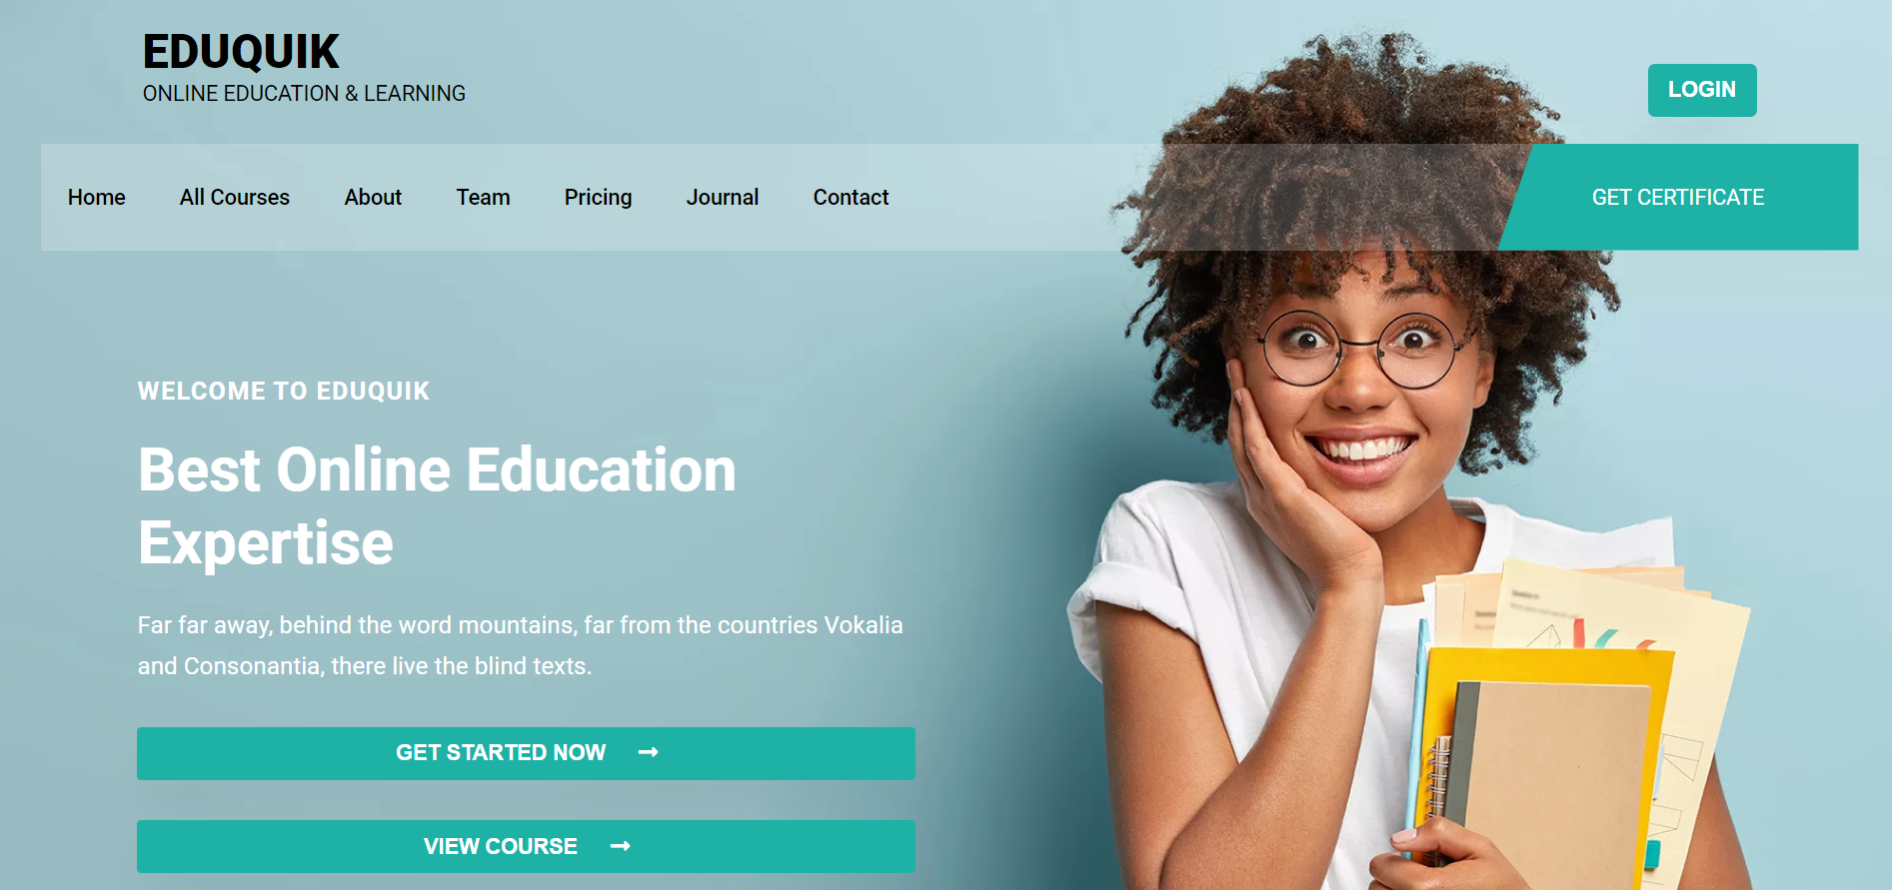 EDUQUIK
ONLINE EDUCATION & LEARNING
LOGIN
Home
All Courses
About
Team
Pricing
Journal
Contact
GET CERTIFICATE
WELCOME TO EDUQUIK
Best Online Education
Expertise
Far far away, behind the word mountains, far from the countries Vokalia
and Consonantia, there live the blind texts.
GET STARTED NOW
VIEW COURSE